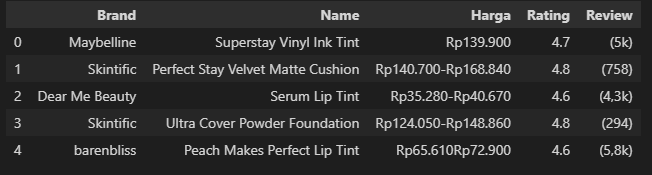 Brand Name Harga Rating Review
0 Maybelline Superstay Vinyl Ink Tint Rp139.900 4.7 (5k)
1 Skintific Perfect Stay Velvet Matte Cushion Rp140.700-Rp168.840 4.8 (758)
2 Dear Me Beauty Serum Lip Tint Rp35.280-Rp40.670 4.6 (4,3k)
3 Skintific Ultra Cover Powder Foundation Rp124.050-Rp148.860 4.8 (294)
4 barenbliss Peach Makes Perfect Lip Tint Rp65.610Rp72.900 4.6 (5,8k)